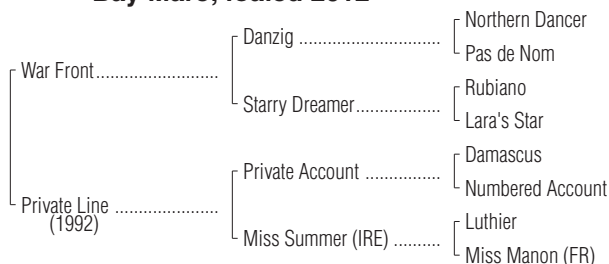 Bay Mare; foaled 2012
Northern Dancer
Danzig ................................
Pas de Nom
War Front............................
Rubiano
Starry Dreamer...................
Lara's Star
Damascus
Private Account .................
Numbered Account
Private Line .......................
(1992)
Luthier
Miss Summer (IRE) ..........
Miss Manon (FR)